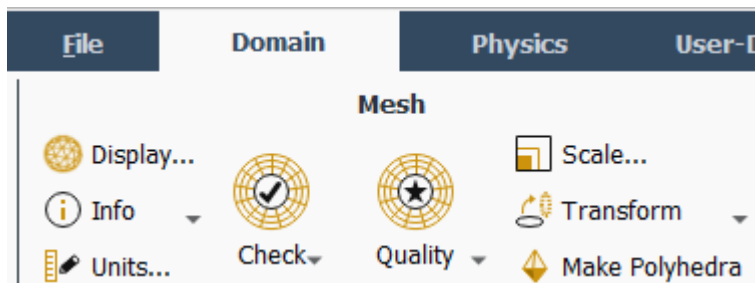 File Domain Physics
Mesh
Display...
Info
Units...
Check
Quality
Scale...
Transform
Make Polyhedra